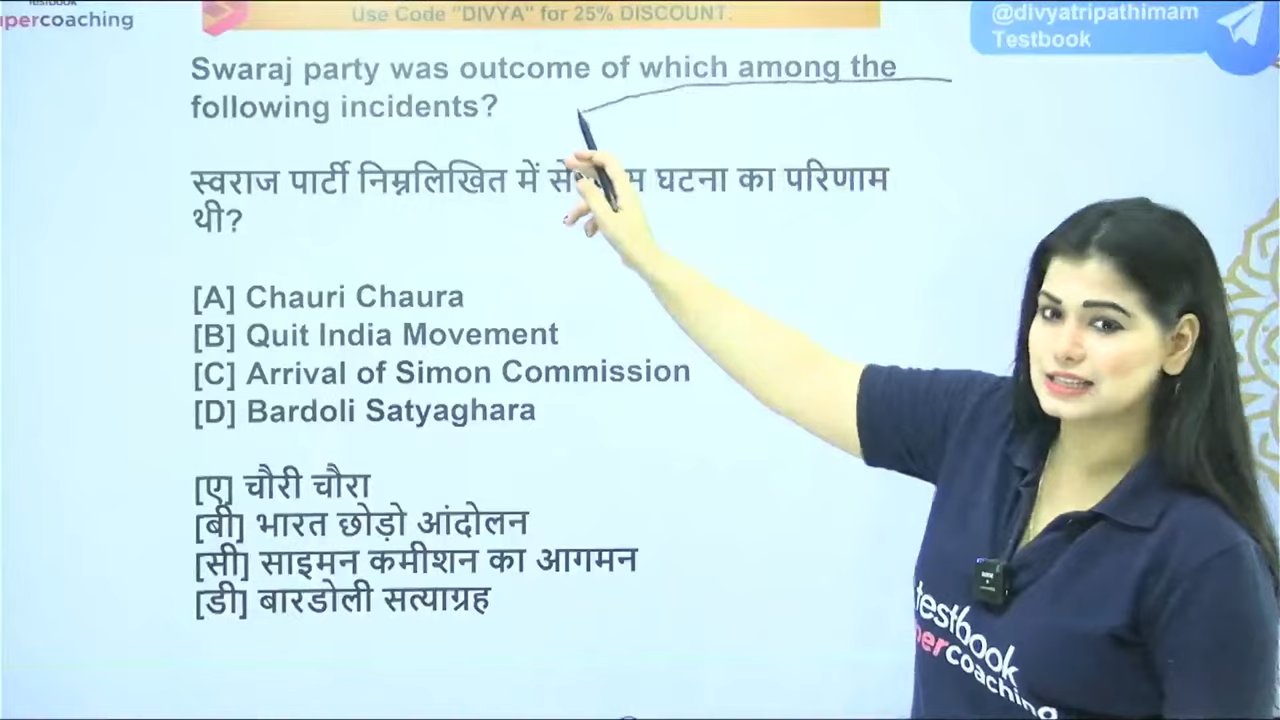 testbook
percoaching
Use Code "DIVYA" for 25% DISCOUNT.
@divyatripathimam
Testbook
Swaraj party was outcome of which among the
following incidents?
स्वराज पार्टी निम्नलिखित में से घटना का परिणाम
थी?
[A] Chauri Chaura
[B] Quit India Movement
[C] Arrival of Simon Commission
[D] Bardoli Satyaghara
[ए] चौरी चौरा
[बी] भारत छोड़ो आंदोलन
[सी] साइमन कमीशन का आगमन
[डी] बारडोली सत्याग्रह
testbook
percoaching